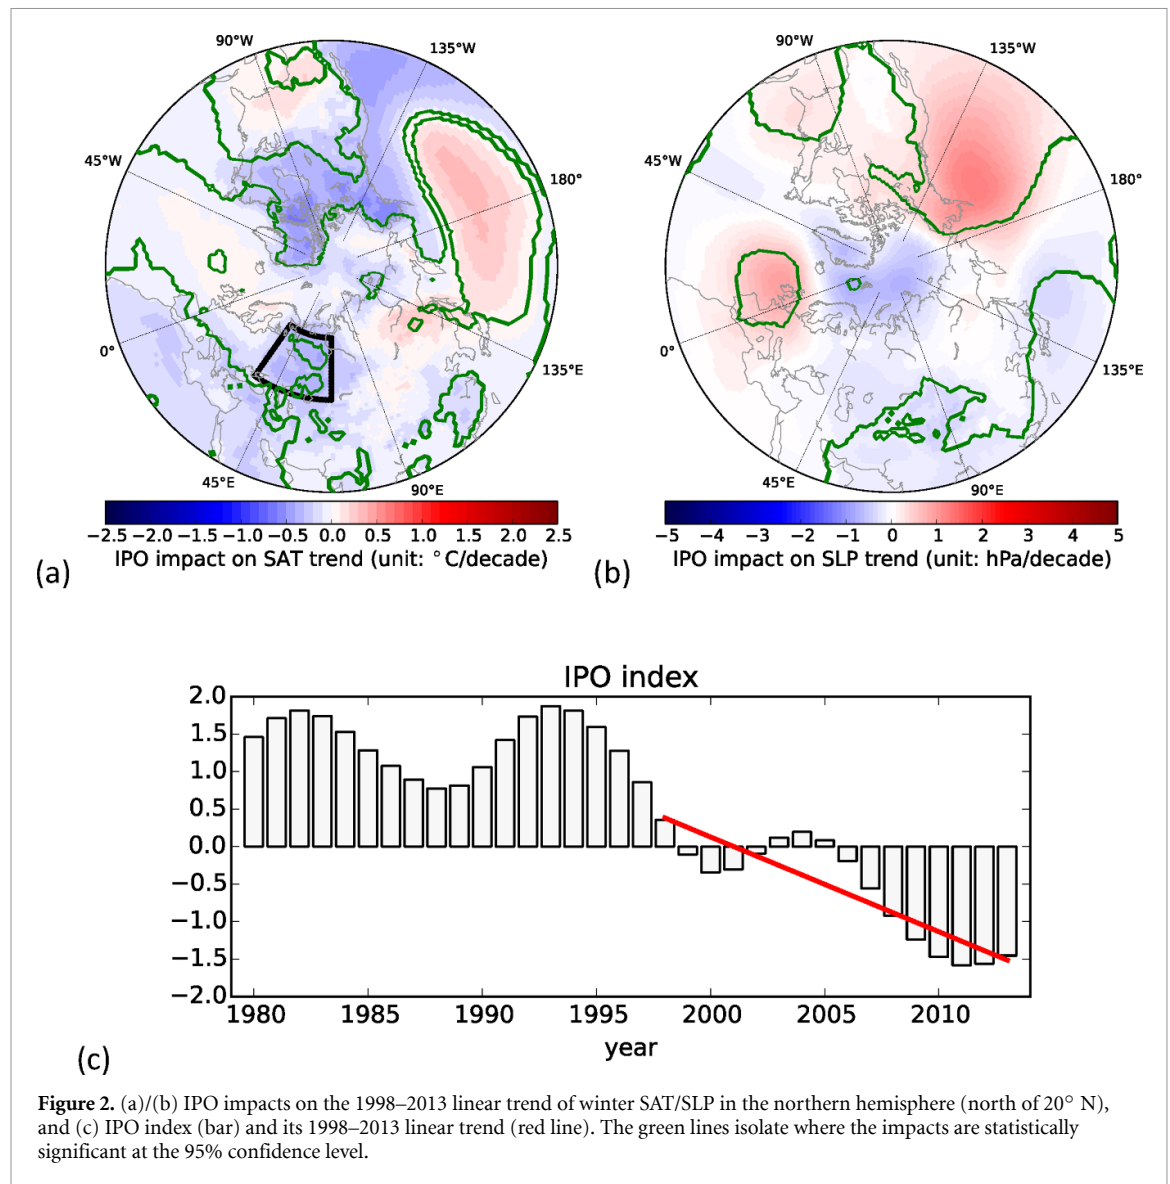 90°W
135°W
45°W
180°
0°
135°E
45°E
90°E
−2.5 −2.0 −1.5 −1.0 −0.5 0.0 0.5 1.0 1.5 2.0 2.5
IPO impact on SAT trend (unit: °C/decade)
(a)
90°W
135°W
45°W
180°
0°
135°E
45°E
90°E
−5 −4 −3 −2 −1 0 1 2 3 4 5
IPO impact on SLP trend (unit: hPa/decade)
(b)
IPO index
2.0
1.5
1.0
0.5
0.0
−0.5
−1.0
−1.5
−2.0
1980 1985 1990 1995 2000 2005 2010
year
(c)
Figure 2. (a)/(b) IPO impacts on the 1998–2013 linear trend of winter SAT/SLP in the northern hemisphere (north of 20° N),
and (c) IPO index (bar) and its 1998–2013 linear trend (red line). The green lines isolate where the impacts are statistically
significant at the 95% confidence level.